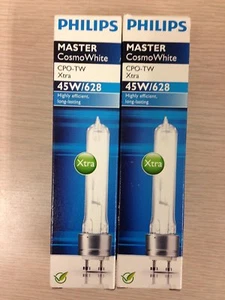 PHILIPS
MASTER
CosmoWhite
CPO-TW
Xtra
45W/628
Highly efficient,
long-lasting
Xtra
PHILIPS
MASTER
CosmoWhite
CPO-TW
Xtra
45W/628
Highly efficient,
long-lasting
Xtra